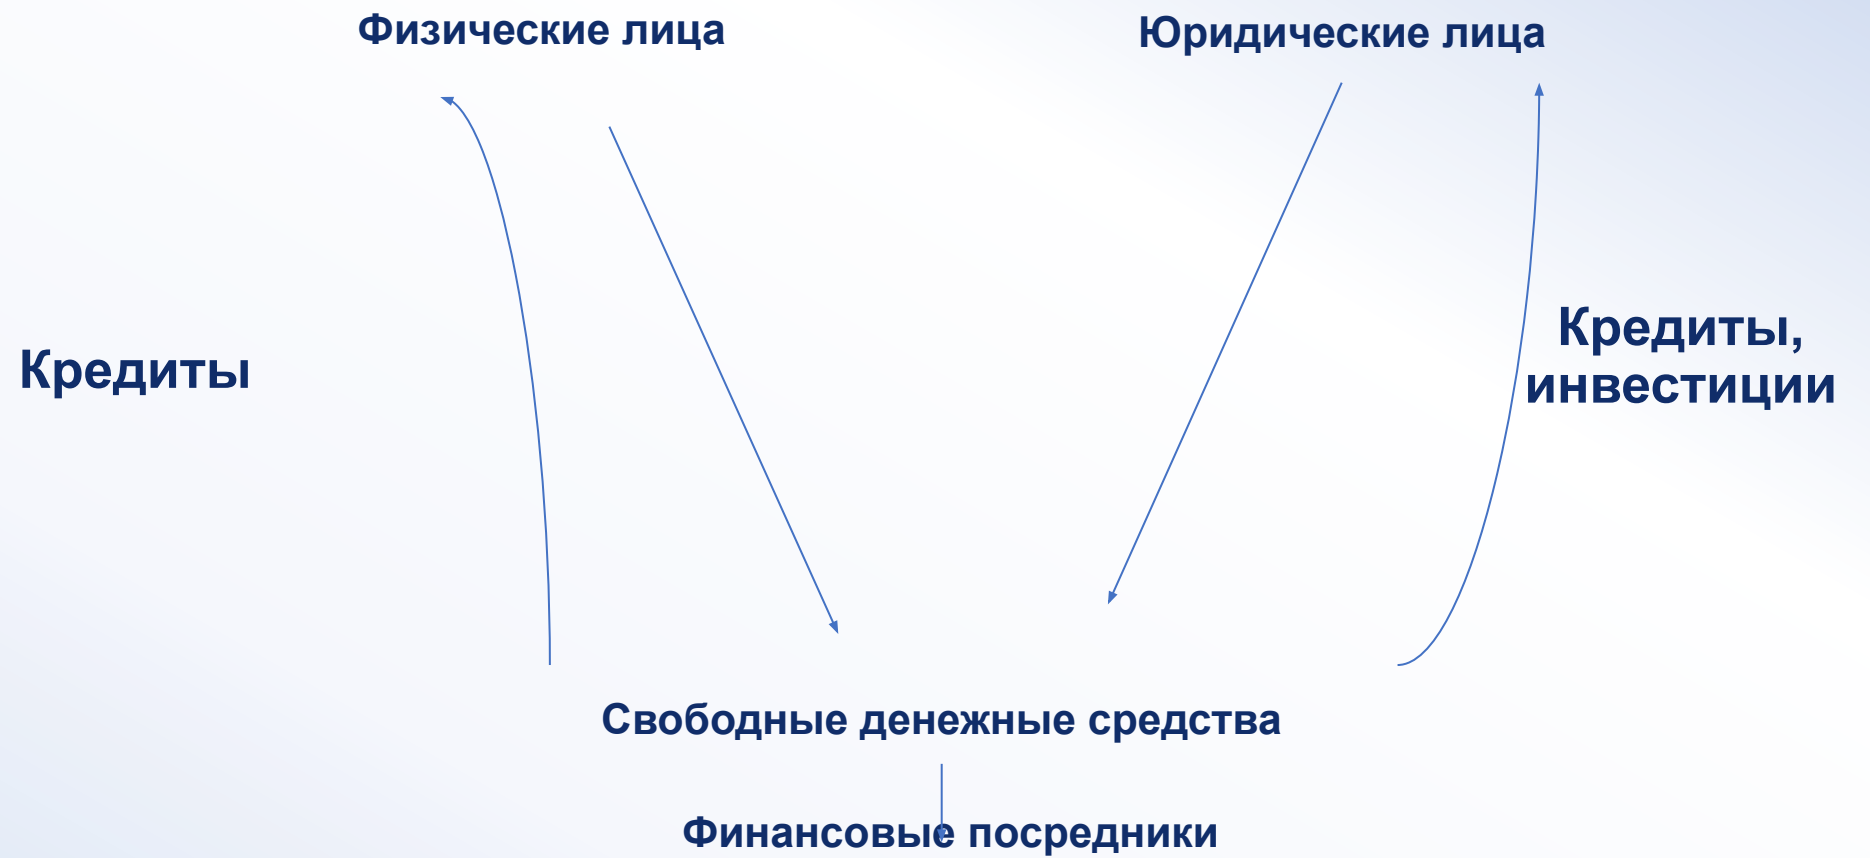 Физические лица
Юридические лица
Кредиты
Кредиты,
инвестиции
Свободные денежные средства
Финансовые посредники